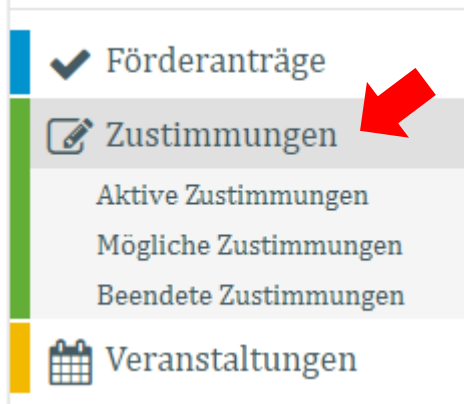 Förderanträge
Zustimmungen
Aktive Zustimmungen
Mögliche Zustimmungen
Beendete Zustimmungen
Veranstaltungen